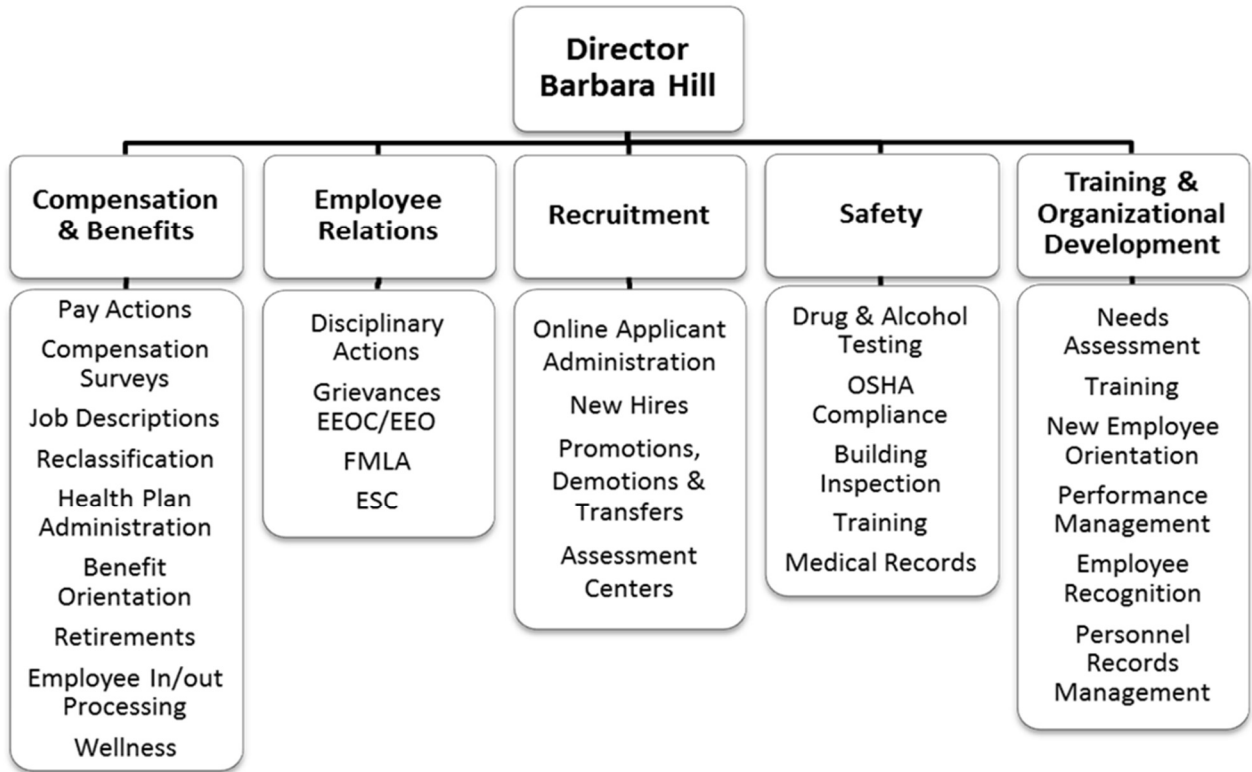 Director
Barbara Hill
Compensation
& Benefits
Employee
Relations
Recruitment
Safety
Training &
Organizational
Development
Pay Actions
Compensation
Surveys
Job Descriptions
Reclassification
Health Plan
Administration
Benefit
Orientation
Retirements
Employee In/out
Processing
Wellness
Disciplinary
Actions
Grievances
EEOC/EEO
FMLA
ESC
Online Applicant
Administration
New Hires
Promotions,
Demotions &
Transfers
Assessment
Centers
Drug & Alcohol
Testing
OSHA
Compliance
Building
Inspection
Training
Medical Records
Needs
Assessment
Training
New Employee
Orientation
Performance
Management
Employee
Recognition
Personnel
Records
Management